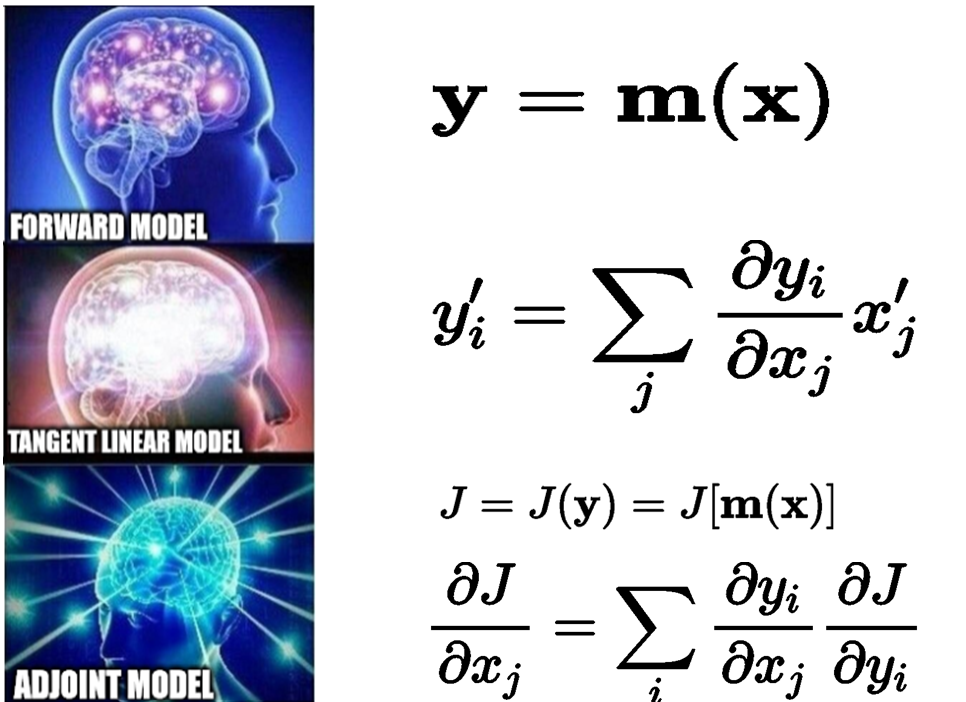 FORWARD MODEL
𝐲 = 𝐦(𝐱)
TANGENT LINEAR MODEL
y′ᵢ = ∑ⱼ ∂yᵢ/∂xⱼ x′ⱼ
ADJOINT MODEL
J = J(𝐲) = J[𝐦(𝐱)]
∂J/∂xⱼ = ∑ᵢ ∂yᵢ/∂xⱼ ∂J/∂yᵢ